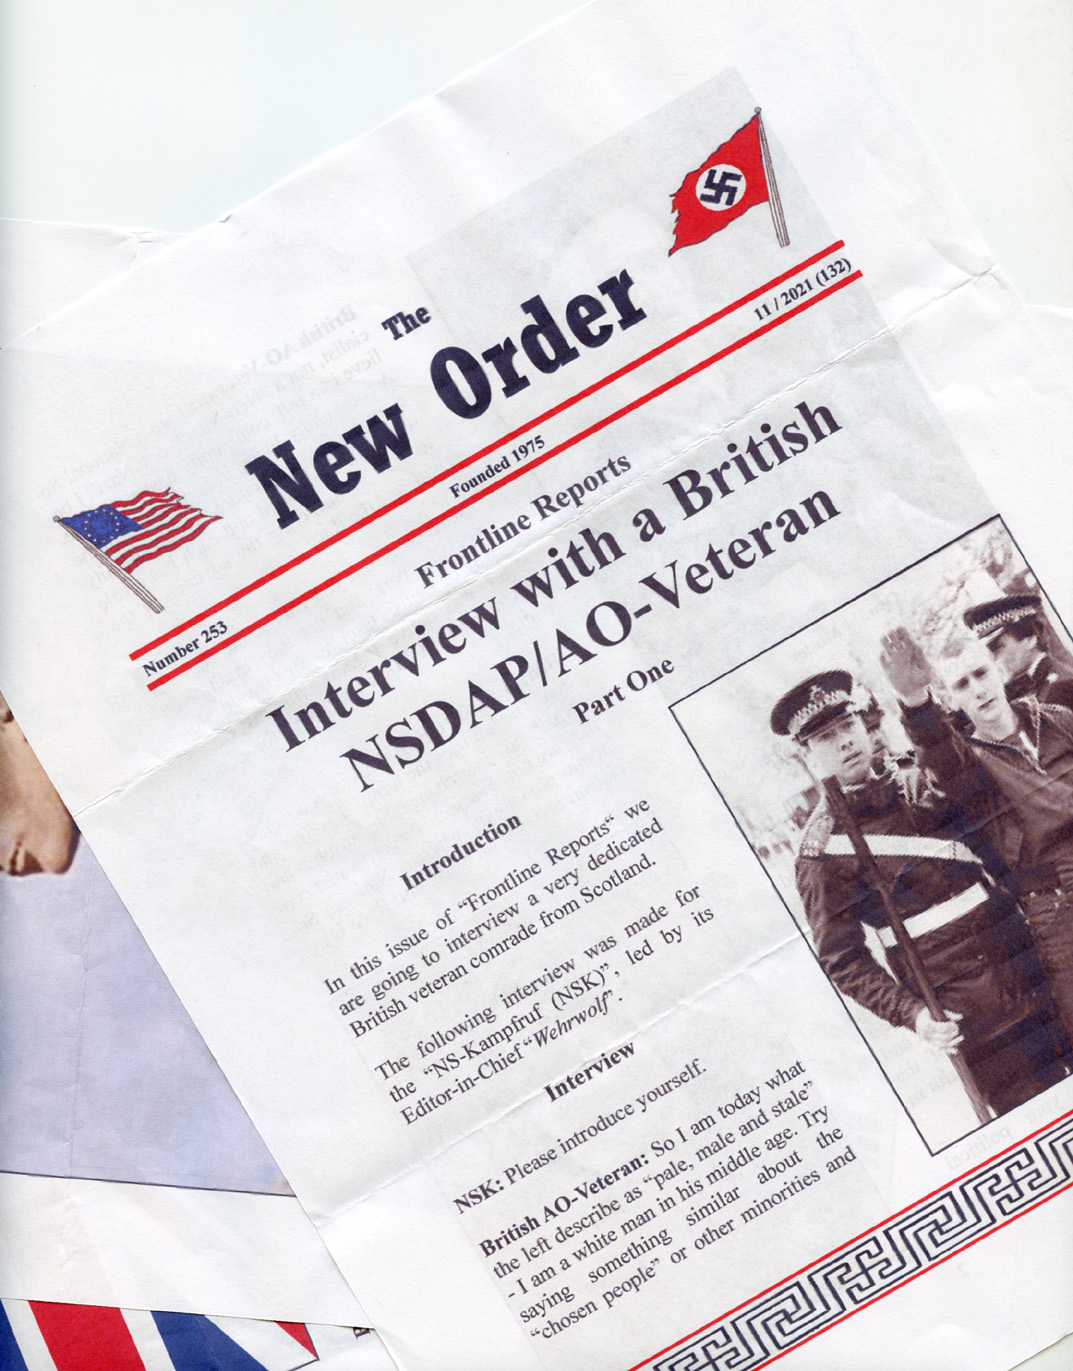 The
New Order
Number 253
Founded 1975
11 / 2021 (132)
Frontline Reports
Interview with a British
NSDAP/AO-Veteran
Part One
Introduction
In this issue of “Frontline Reports“ we
are going to interview a very dedicated
British veteran comrade from Scotland.
The following interview was made for
the “NS-Kampfruf (NSK)”, led by its
Editor-in-Chief “Wehrwolf”.
Interview
NSK: Please introduce yourself.
British AO-Veteran: So I am today what
the left describe as “pale, male and stale”
- I am a white man in his middle age. Try
saying something similar about the
“chosen people” or other minorities and